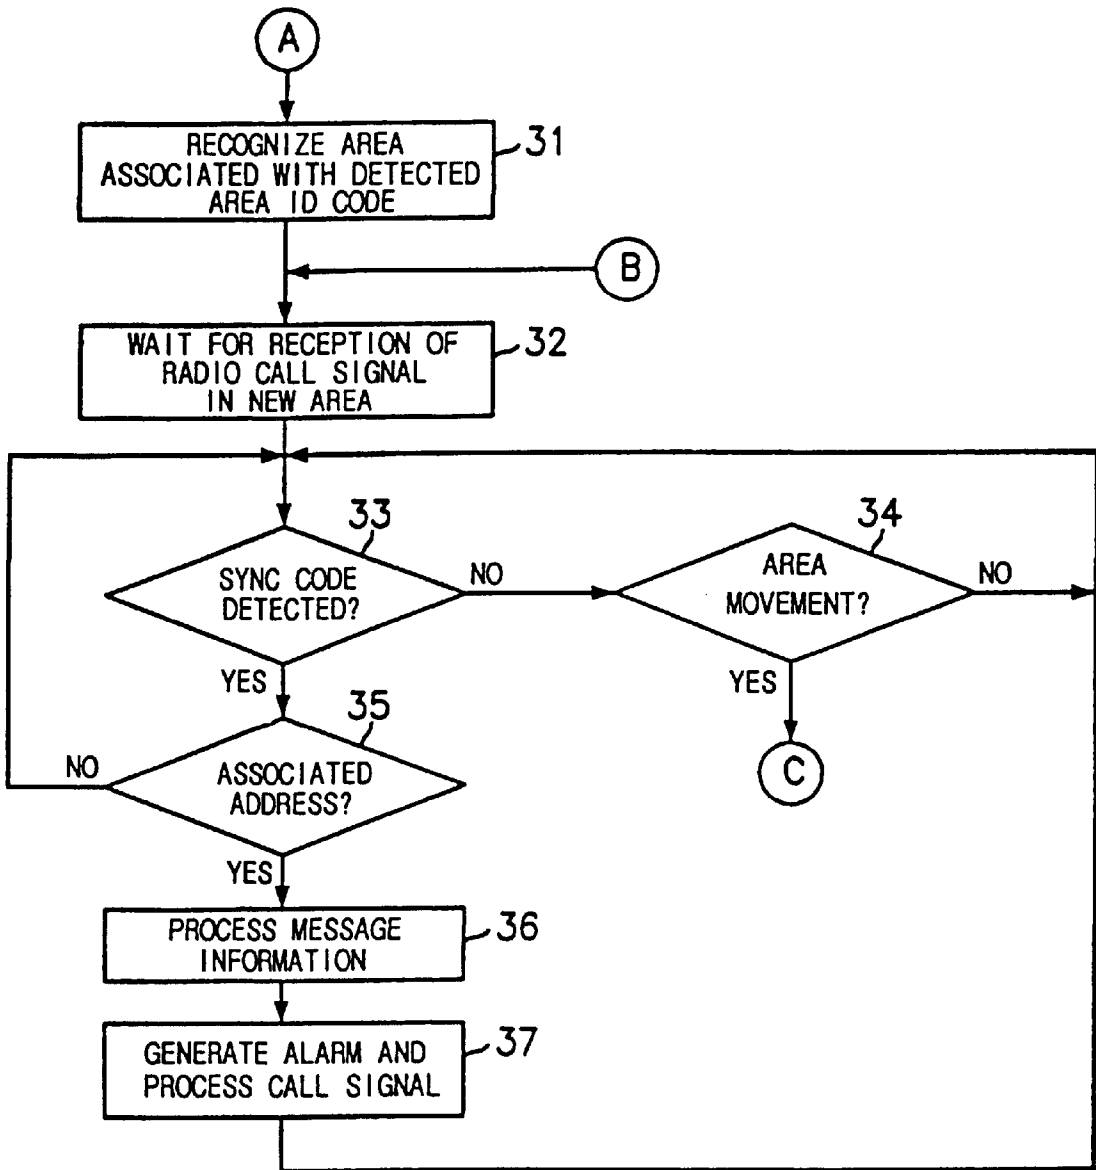 A
RECOGNIZE AREA
ASSOCIATED WITH DETECTED
AREA ID CODE
31
B
WAIT FOR RECEPTION OF
RADIO CALL SIGNAL
IN NEW AREA
32
33
SYNC CODE
DETECTED?
NO
YES
34
AREA
MOVEMENT?
NO
YES
C
35
ASSOCIATED
ADDRESS?
NO
YES
PROCESS MESSAGE
INFORMATION
36
GENERATE ALARM AND
PROCESS CALL SIGNAL
37